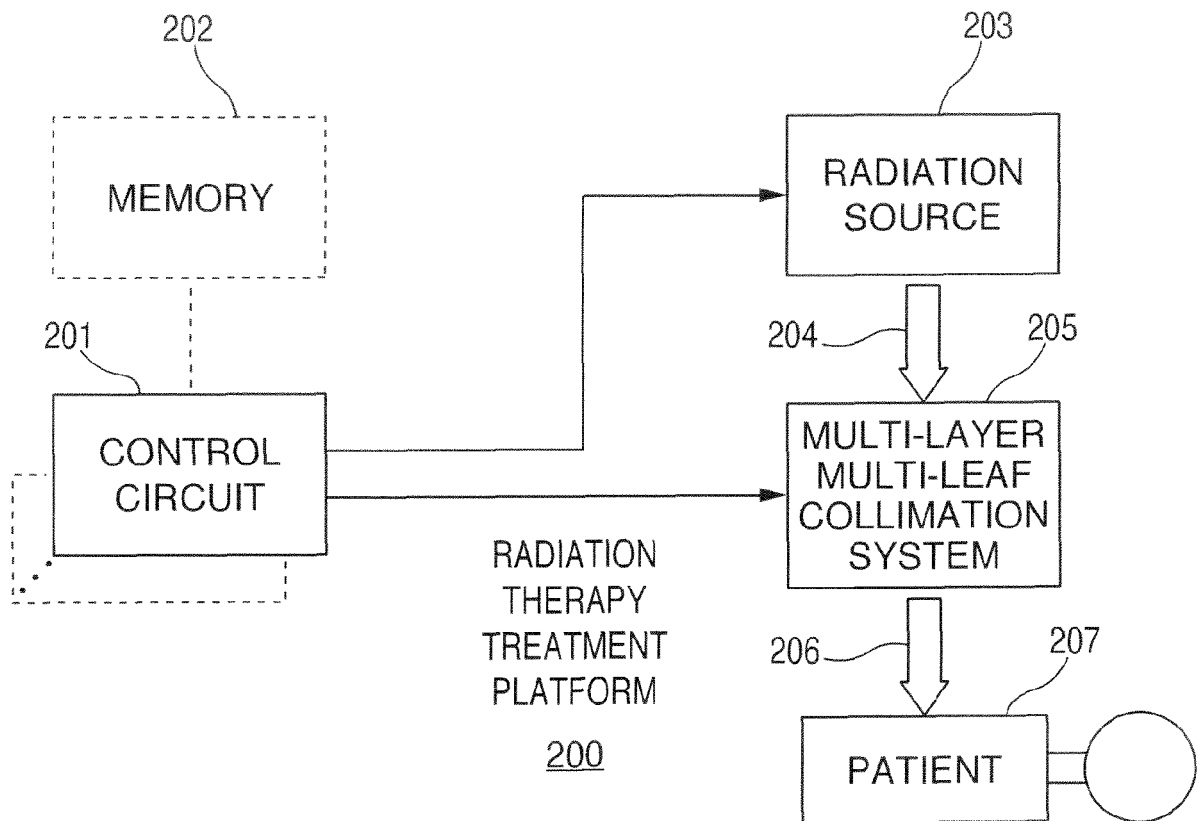 202
203
MEMORY
RADIATION
SOURCE
201
204
205
CONTROL
CIRCUIT
MULTI-LAYER
MULTI-LEAF
COLLIMATION
SYSTEM
RADIATION
THERAPY
TREATMENT
PLATFORM
200
206
207
PATIENT